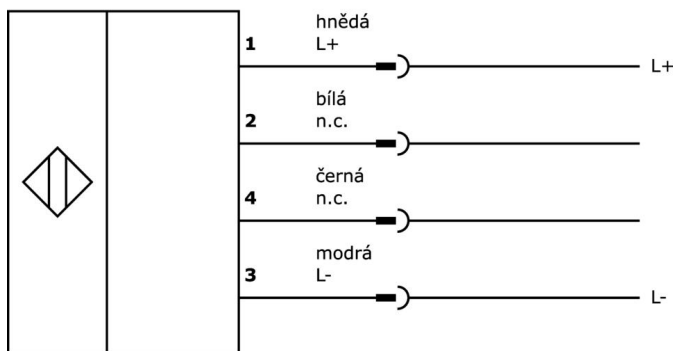 hnědá
1
L+
L+
bílá
2
n.c.
černá
4
n.c.
modrá
3
L-
L-